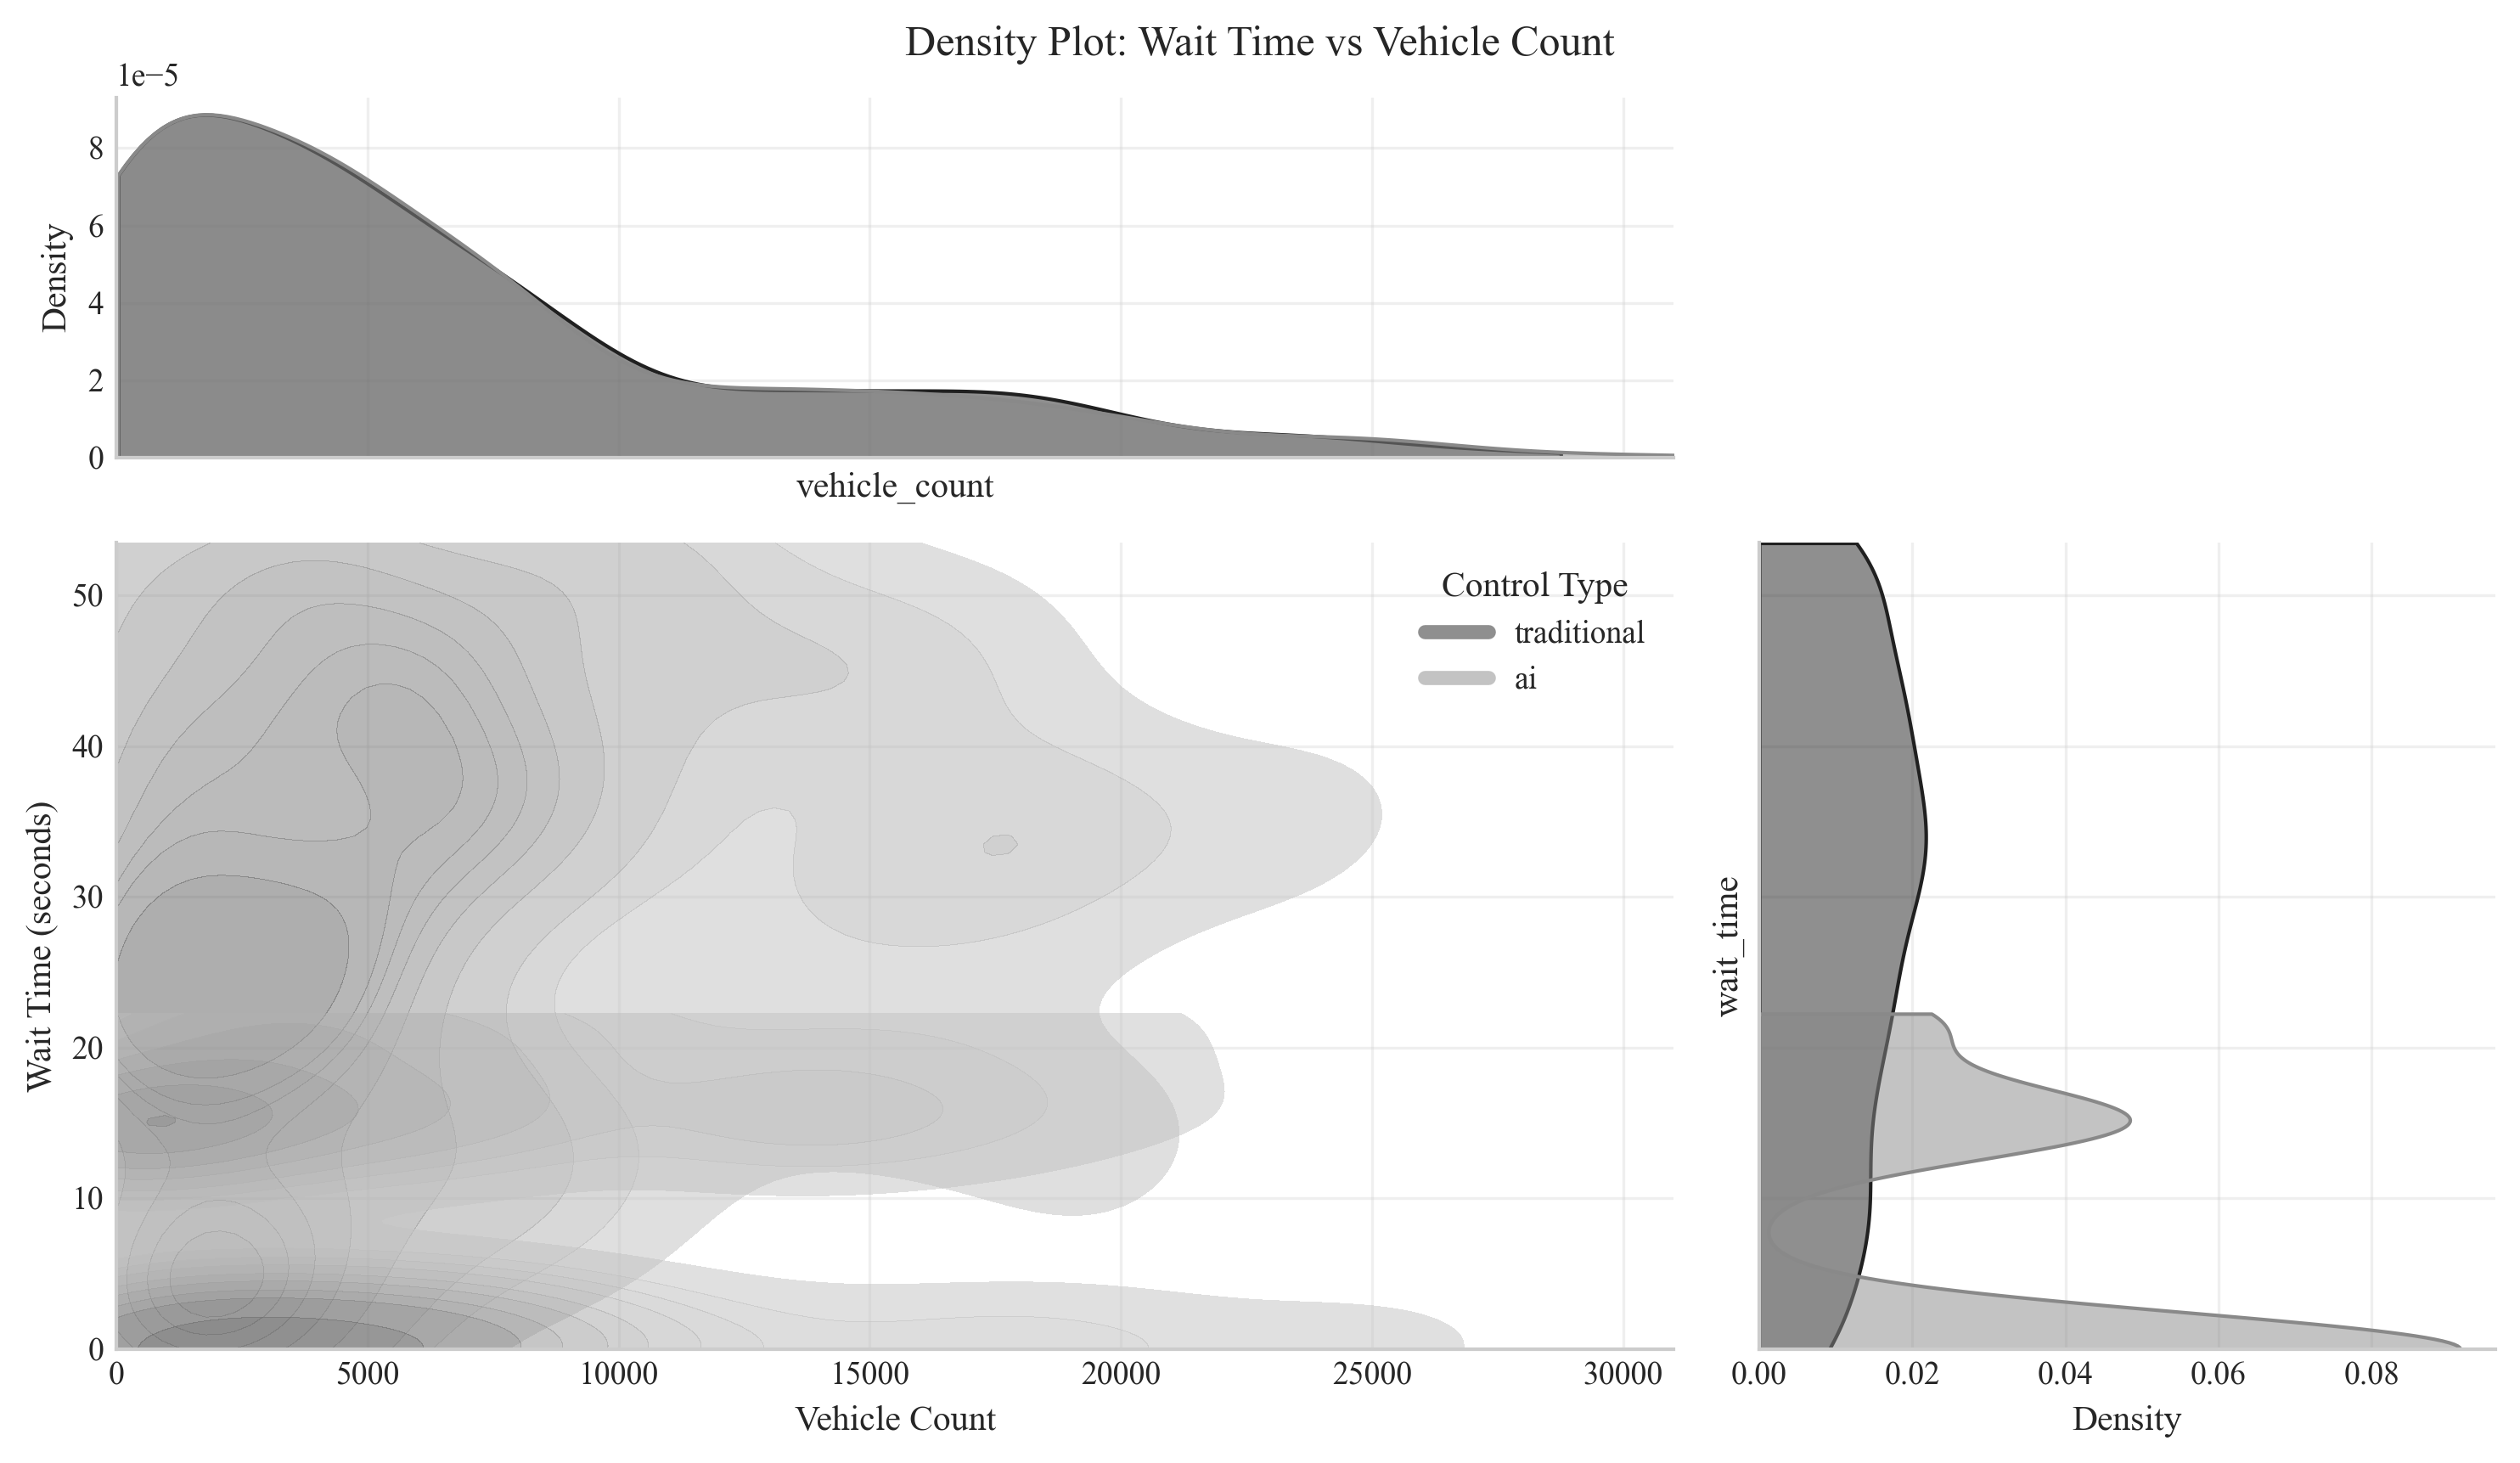 Density Plot: Wait Time vs Vehicle Count
1e−5
8
6
4
2
0
Density
vehicle_count
50
40
30
20
10
0
Wait Time (seconds)
Control Type
traditional
ai
0 5000 10000 15000 20000 25000 30000
Vehicle Count
wait_time
0.00 0.02 0.04 0.06 0.08
Density